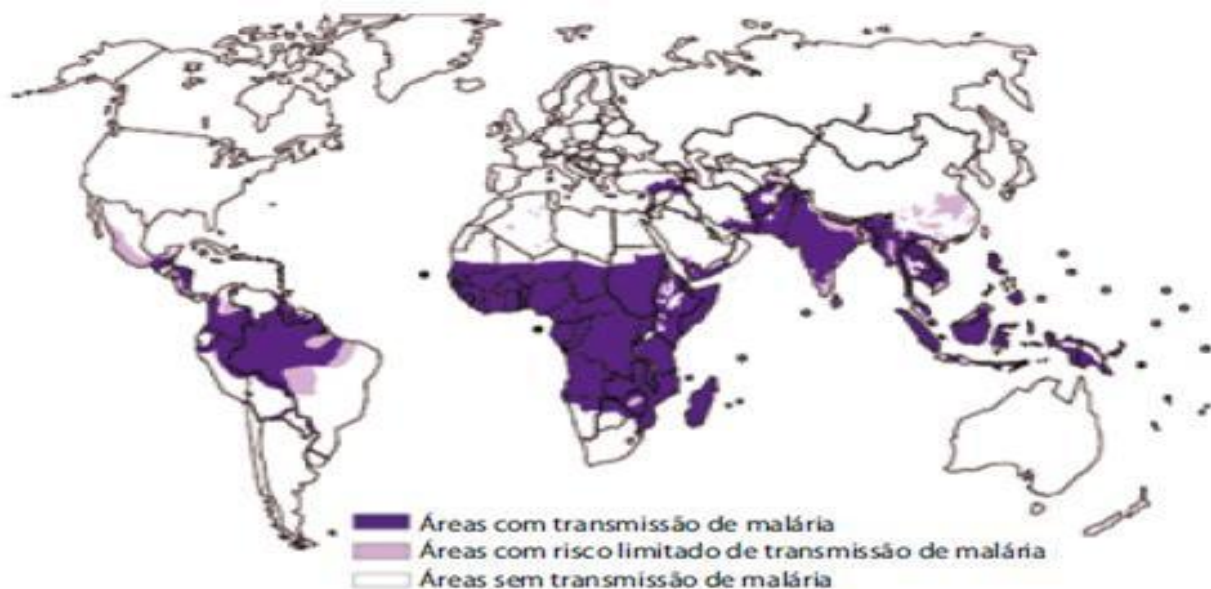 Áreas com transmissão de malária
Áreas com risco limitado de transmissão de malária
Áreas sem transmissão de malária